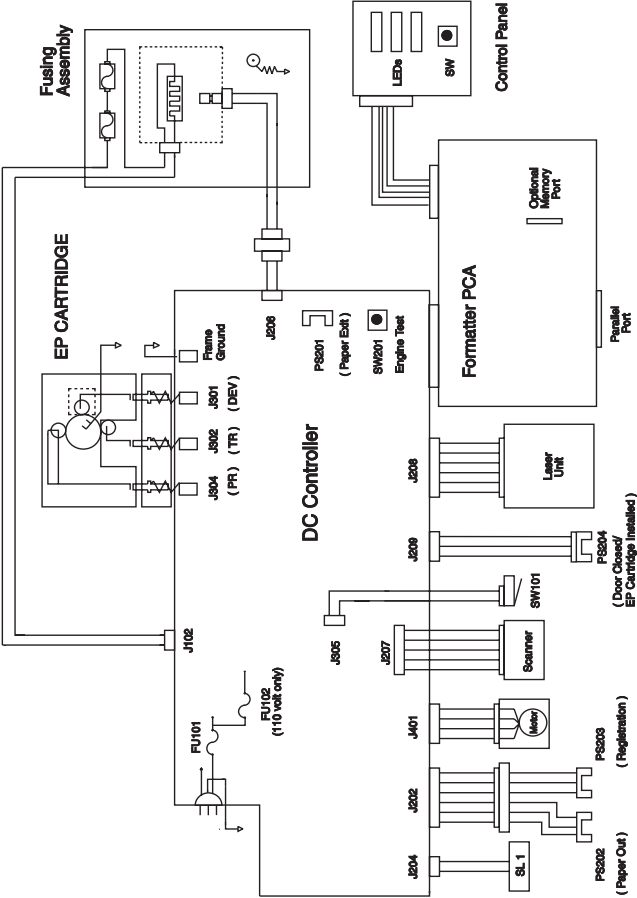 Fusing
Assembly
LEDs
SW
Control Panel
EP CARTRIDGE
Optional
Memory
Port
Formatter PCA
Parallel
Port
Frame
Ground
J206
PS201
( Paper Exit )
SW201
Engine Test
J301
( DEV )
J302
( TR )
J304
( PR )
DC Controller
J208
Laser
Unit
J209
PS204
( Door Closed/
EP Cartridge Installed )
J102
J305
SW101
J207
Scanner
FU101
FU102
(110 volt only)
J401
Motor
J202
PS203
( Registration )
PS202
( Paper Out )
J204
SL 1